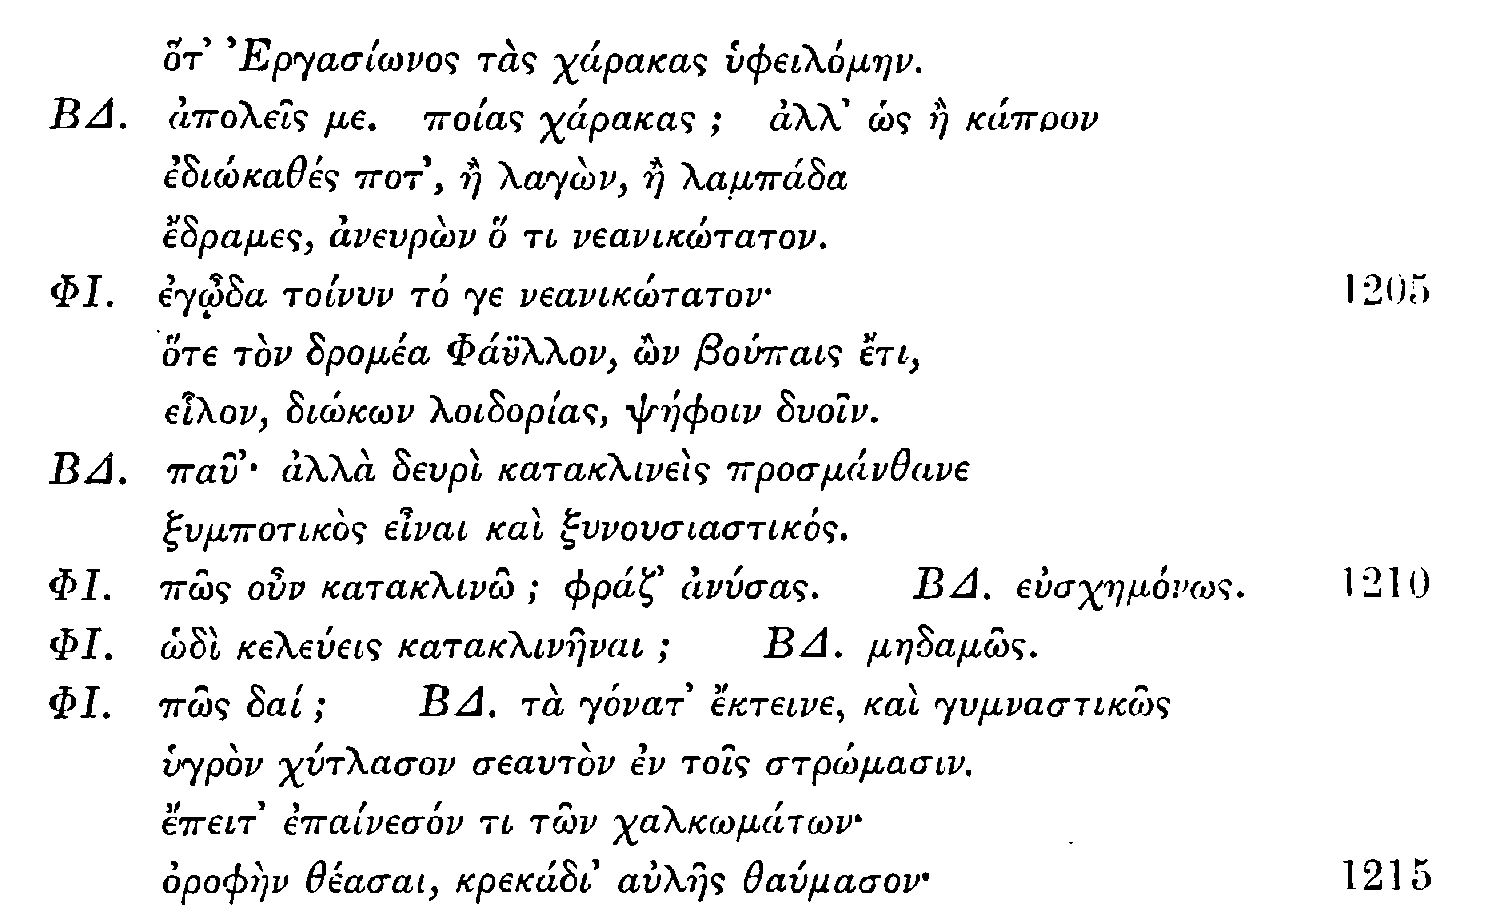 ὅτ’ Ἐργασίωνος τὰς χάρακας ὑφειλόμην.
ΒΔ. ἀπολεῖς με. ποίας χάρακας ; ἀλλ’ ὡς ἢ κάπρον
ἐδιώκαθές ποτ’, ἢ λαγὼν, ἢ λαμπάδα
ἔδραμες, ἀνευρὼν ὅ τι νεανικώτατον.
ΦΙ. ἐγᾦδα τοίνυν τό γε νεανικώτατον· 1205
ὅτε τὸν δρομέα Φάϋλλον, ὢν βούπαις ἔτι,
εἷλον, διώκων λοιδορίας, ψήφοιν δυοῖν.
ΒΔ. παῦ’· ἀλλὰ δευρὶ κατακλινεὶς προσμάνθανε
ξυμποτικὸς εἶναι καὶ ξυνουσιαστικός.
ΦΙ. πῶς οὖν κατακλινῶ ; φράζ’ ἀνύσας. ΒΔ. εὐσχημόνως. 1210
ΦΙ. ὡδὶ κελεύεις κατακλινῆναι ; ΒΔ. μηδαμῶς.
ΦΙ. πῶς δαί ; ΒΔ. τὰ γόνατ’ ἔκτεινε, καὶ γυμναστικῶς
ὑγρὸν χύτλασον σεαυτὸν ἐν τοῖς στρώμασιν.
ἔπειτ’ ἐπαίνεσόν τι τῶν χαλκωμάτων·
ὀροφὴν θέασαι, κρεκάδι’ αὐλῆς θαύμασον· 1215